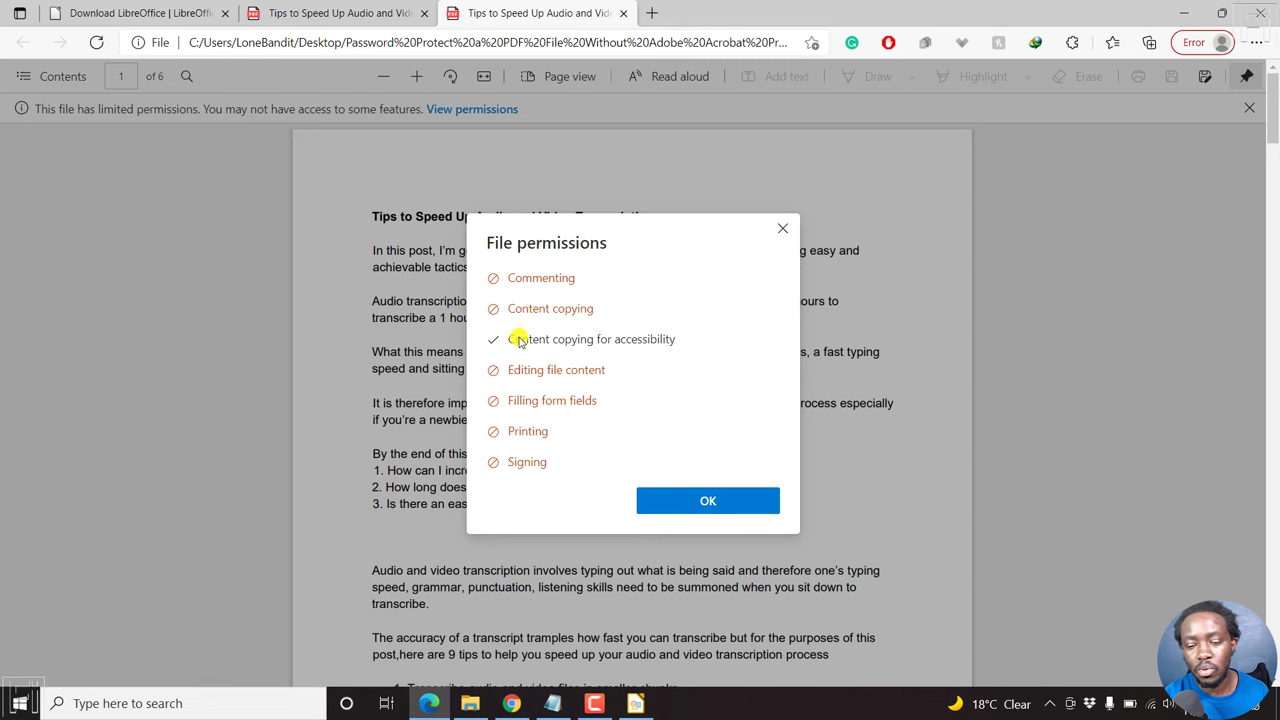 Download LibreOffice | LibreOffi
Tips to Speed Up Audio and Vid
Tips to Speed Up Audio and Vid
File
C:/Users/LoneBandit/Desktop/Password%20Protect%20a%20PDF%20File%20Without%20Adobe%20Acrobat%20Pr...
Error
Contents
1
of 6
Page view
Read aloud
Add text
Draw
Highlight
Erase
This file has limited permissions. You may not have access to some features. View permissions
Tips to Speed Up
In this post, I'm g
ng easy and
achievable tactics
Audio transcription
ours to
transcribe a 1 hou
What this means
s, a fast typing
speed and sitting
It is therefore imp
rocess especially
if you're a newbie
By the end of this
1. How can I incre
2. How long does
3. Is there an eas
File permissions
Commenting
Content copying
Content copying for accessibility
Editing file content
Filling form fields
Printing
Signing
OK
Audio and video transcription involves typing out what is being said and therefore one's typing
speed, grammar, punctuation, listening skills need to be summoned when you sit down to
transcribe.
The accuracy of a transcript tramples how fast you can transcribe but for the purposes of this
post,here are 9 tips to help you speed up your audio and video transcription process
Type here to search
18°C Clear